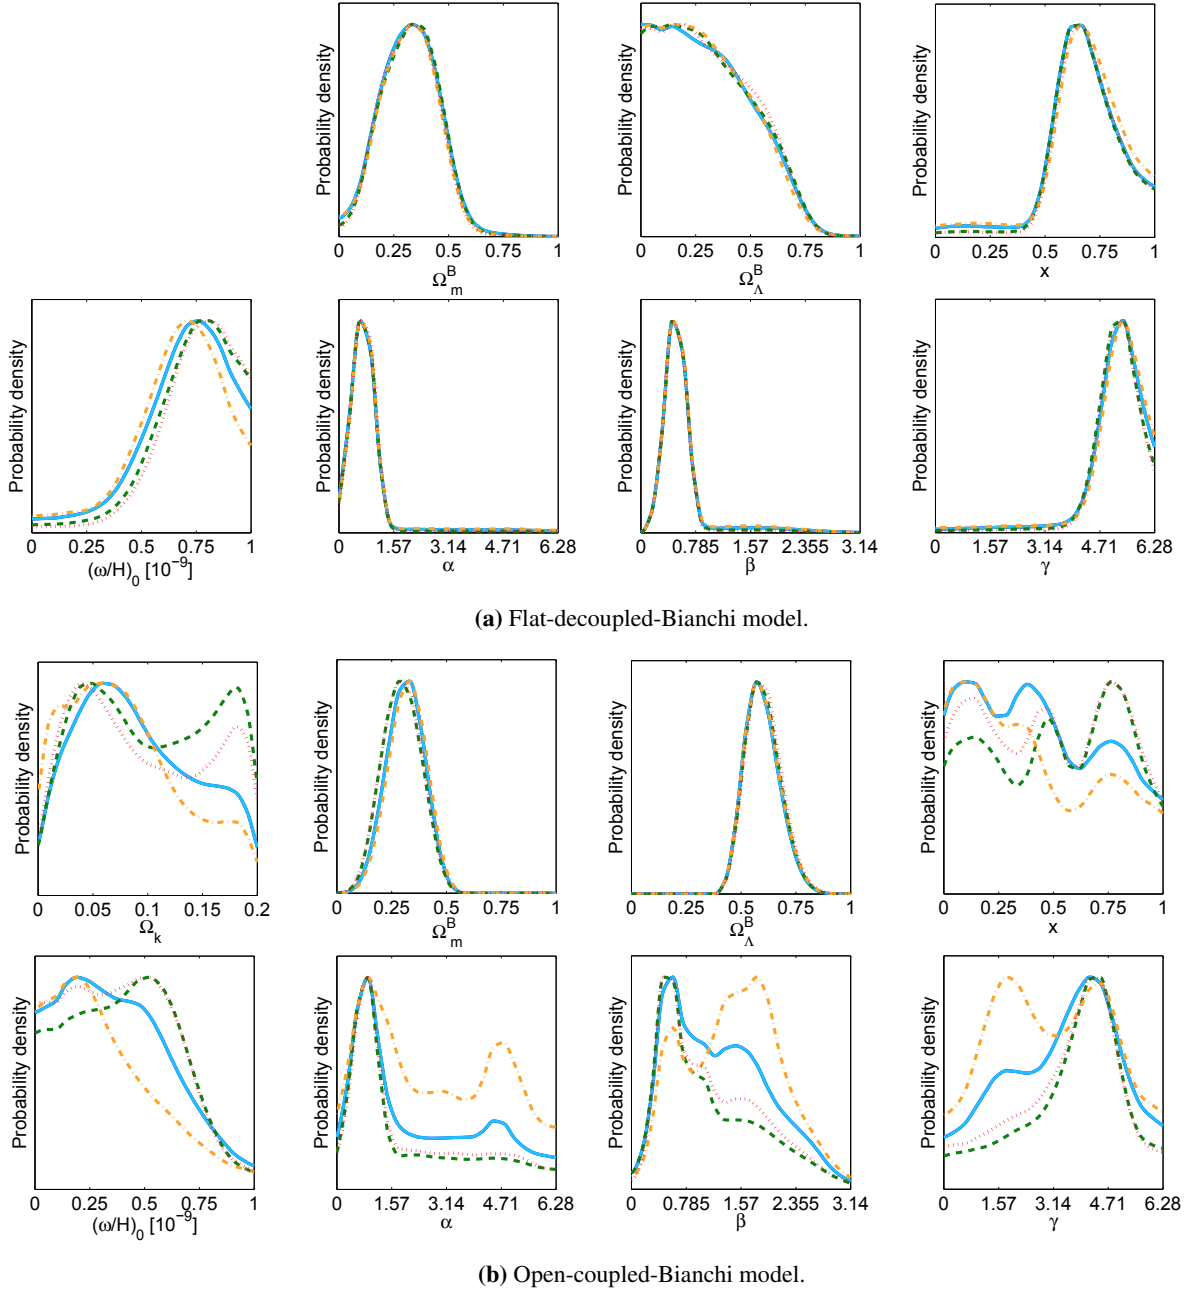 Probability density
0 0.25 0.5 0.75 1
Ω_m^B
Probability density
0 0.25 0.5 0.75 1
Ω_Λ^B
Probability density
0 0.25 0.5 0.75 1
x
Probability density
0 0.25 0.5 0.75 1
(ω/H)_0 [10^-9]
Probability density
1.57 3.14 4.71 6.28
α
Probability density
0 0.785 1.57 2.355 3.14
β
Probability density
0 1.57 3.14 4.71 6.28
γ
(a) Flat-decoupled-Bianchi model.
Probability density
0 0.05 0.1 0.15 0.2
Ω_k
Probability density
0 0.25 0.5 0.75 1
Ω_m^B
Probability density
0 0.25 0.5 0.75 1
Ω_Λ^B
Probability density
0 0.25 0.5 0.75 1
x
Probability density
0 0.25 0.5 0.75 1
(ω/H)_0 [10^-9]
Probability density
0 1.57 3.14 4.71 6.28
α
Probability density
0 0.785 1.57 2.355 3.14
β
Probability density
0 1.57 3.14 4.71 6.28
γ
(b) Open-coupled-Bianchi model.